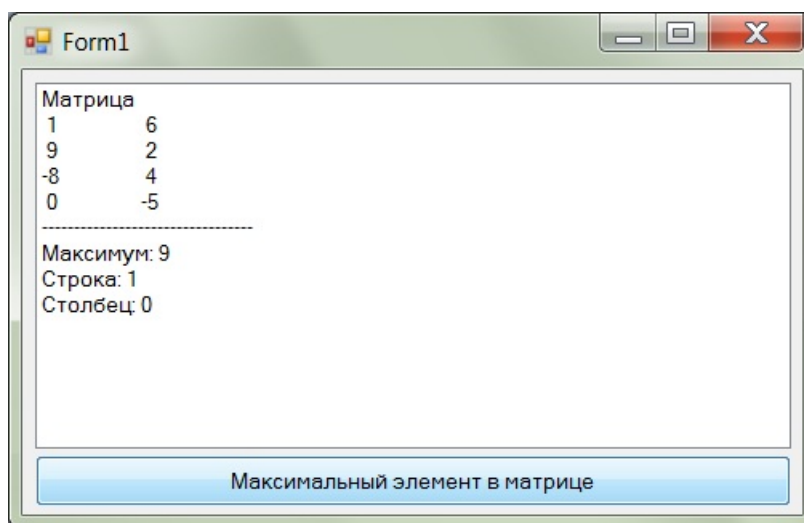 Form1
Матрица
1 6
9 2
-8 4
0 -5
---------------------------------
Максимум: 9
Строка: 1
Столбец: 0
Максимальный элемент в матрице